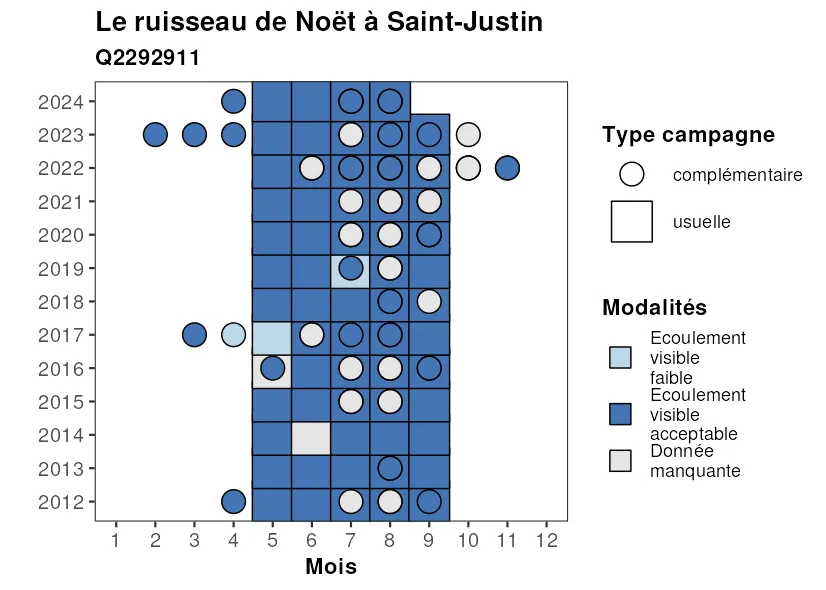 Le ruisseau de Noët à Saint-Justin
Q2292911
2024
2023
2022
2021
2020
2019
2018
2017
2016
2015
2014
2013
2012
1 2 3 4 5 6 7 8 9 10 11 12
Mois
Type campagne
complémentaire
usuelle
Modalités
Ecoulement
visible
faible
Ecoulement
visible
acceptable
Donnée
manquante